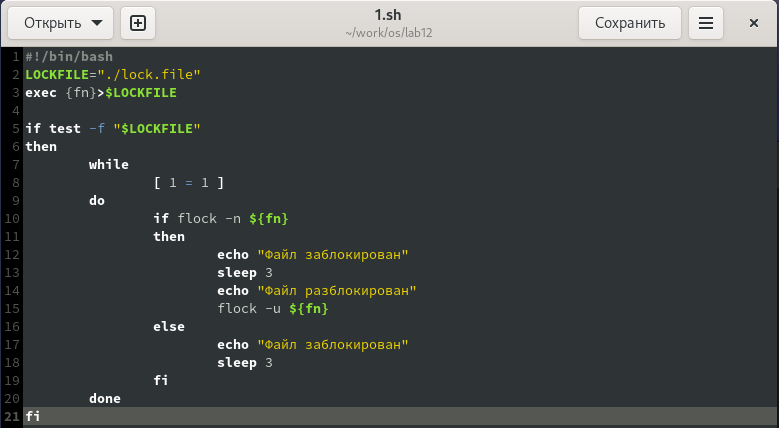 Открыть
1.sh
~/work/os/lab12
Сохранить
1 #!/bin/bash
2 LOCKFILE="./lock.file"
3 exec {fn}>$LOCKFILE
4
5 if test -f "$LOCKFILE"
6 then
7         while
8                 [ 1 = 1 ]
9         do
10                 if flock -n ${fn}
11                 then
12                         echo "Файл заблокирован"
13                         sleep 3
14                         echo "Файл разблокирован"
15                         flock -u ${fn}
16                 else
17                         echo "Файл заблокирован"
18                         sleep 3
19                 fi
20         done
21 fi